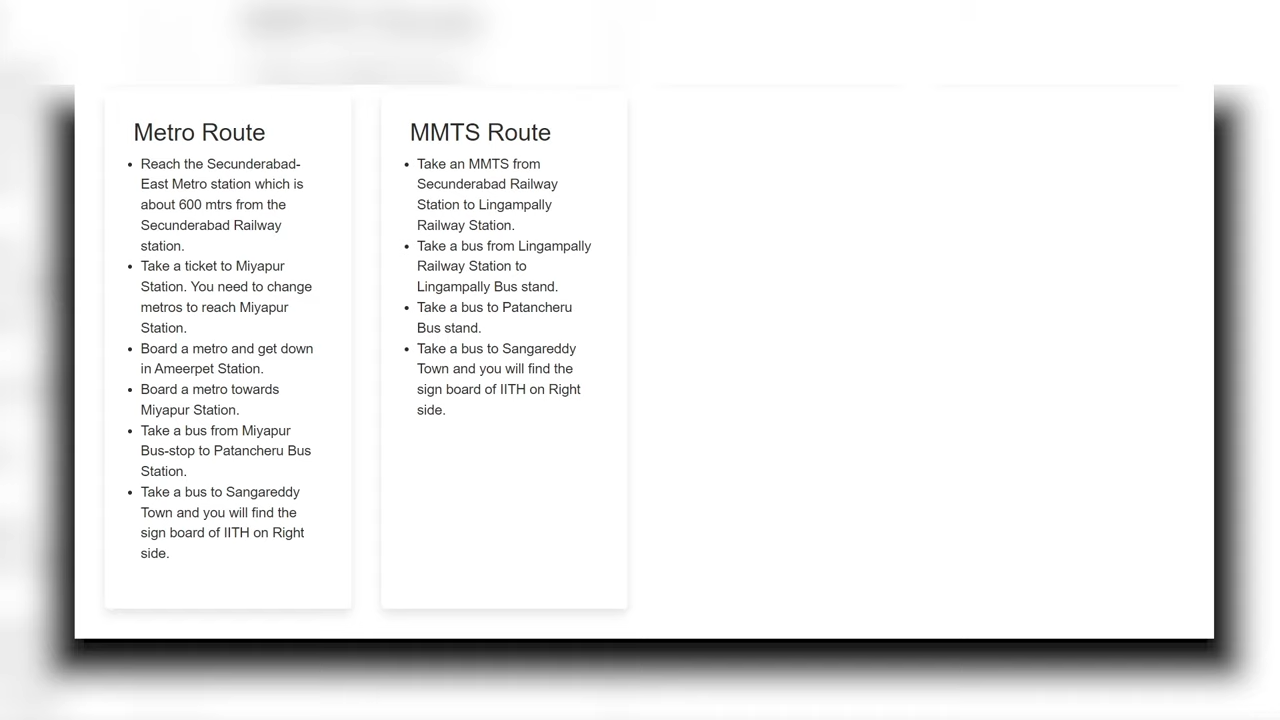 Metro Route
Reach the Secunderabad-
East Metro station which is
about 600 mtrs from the
Secunderabad Railway
station.
Take a ticket to Miyapur
Station. You need to change
metros to reach Miyapur
Station.
Board a metro and get down
in Ameerpet Station.
Board a metro towards
Miyapur Station.
Take a bus from Miyapur
Bus-stop to Patancheru Bus
Station.
Take a bus to Sangareddy
Town and you will find the
sign board of IITH on Right
side.
MMTS Route
Take an MMTS from
Secunderabad Railway
Station to Lingampally
Railway Station.
Take a bus from Lingampally
Railway Station to
Lingampally Bus stand.
Take a bus to Patancheru
Bus stand.
Take a bus to Sangareddy
Town and you will find the
sign board of IITH on Right
side.